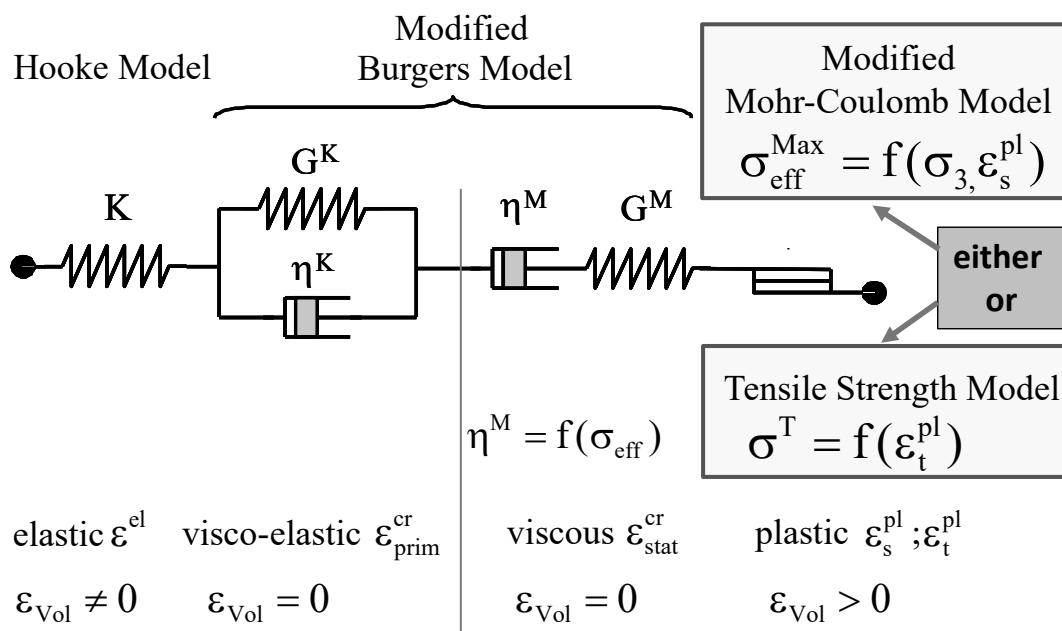 Hooke Model
Modified
Burgers Model
Modified
Mohr-Coulomb Model
σ_eff^Max = f(σ_3, ε_s^pl)
K
G^K
η^K
η^M
G^M
either
or
Tensile Strength Model
σ^T = f(ε_t^pl)
η^M = f(σ_eff)
elastic ε^el
visco-elastic ε_prim^cr
viscous ε_stat^cr
plastic ε_s^pl ; ε_t^pl
ε_Vol ≠ 0
ε_Vol = 0
ε_Vol = 0
ε_Vol > 0